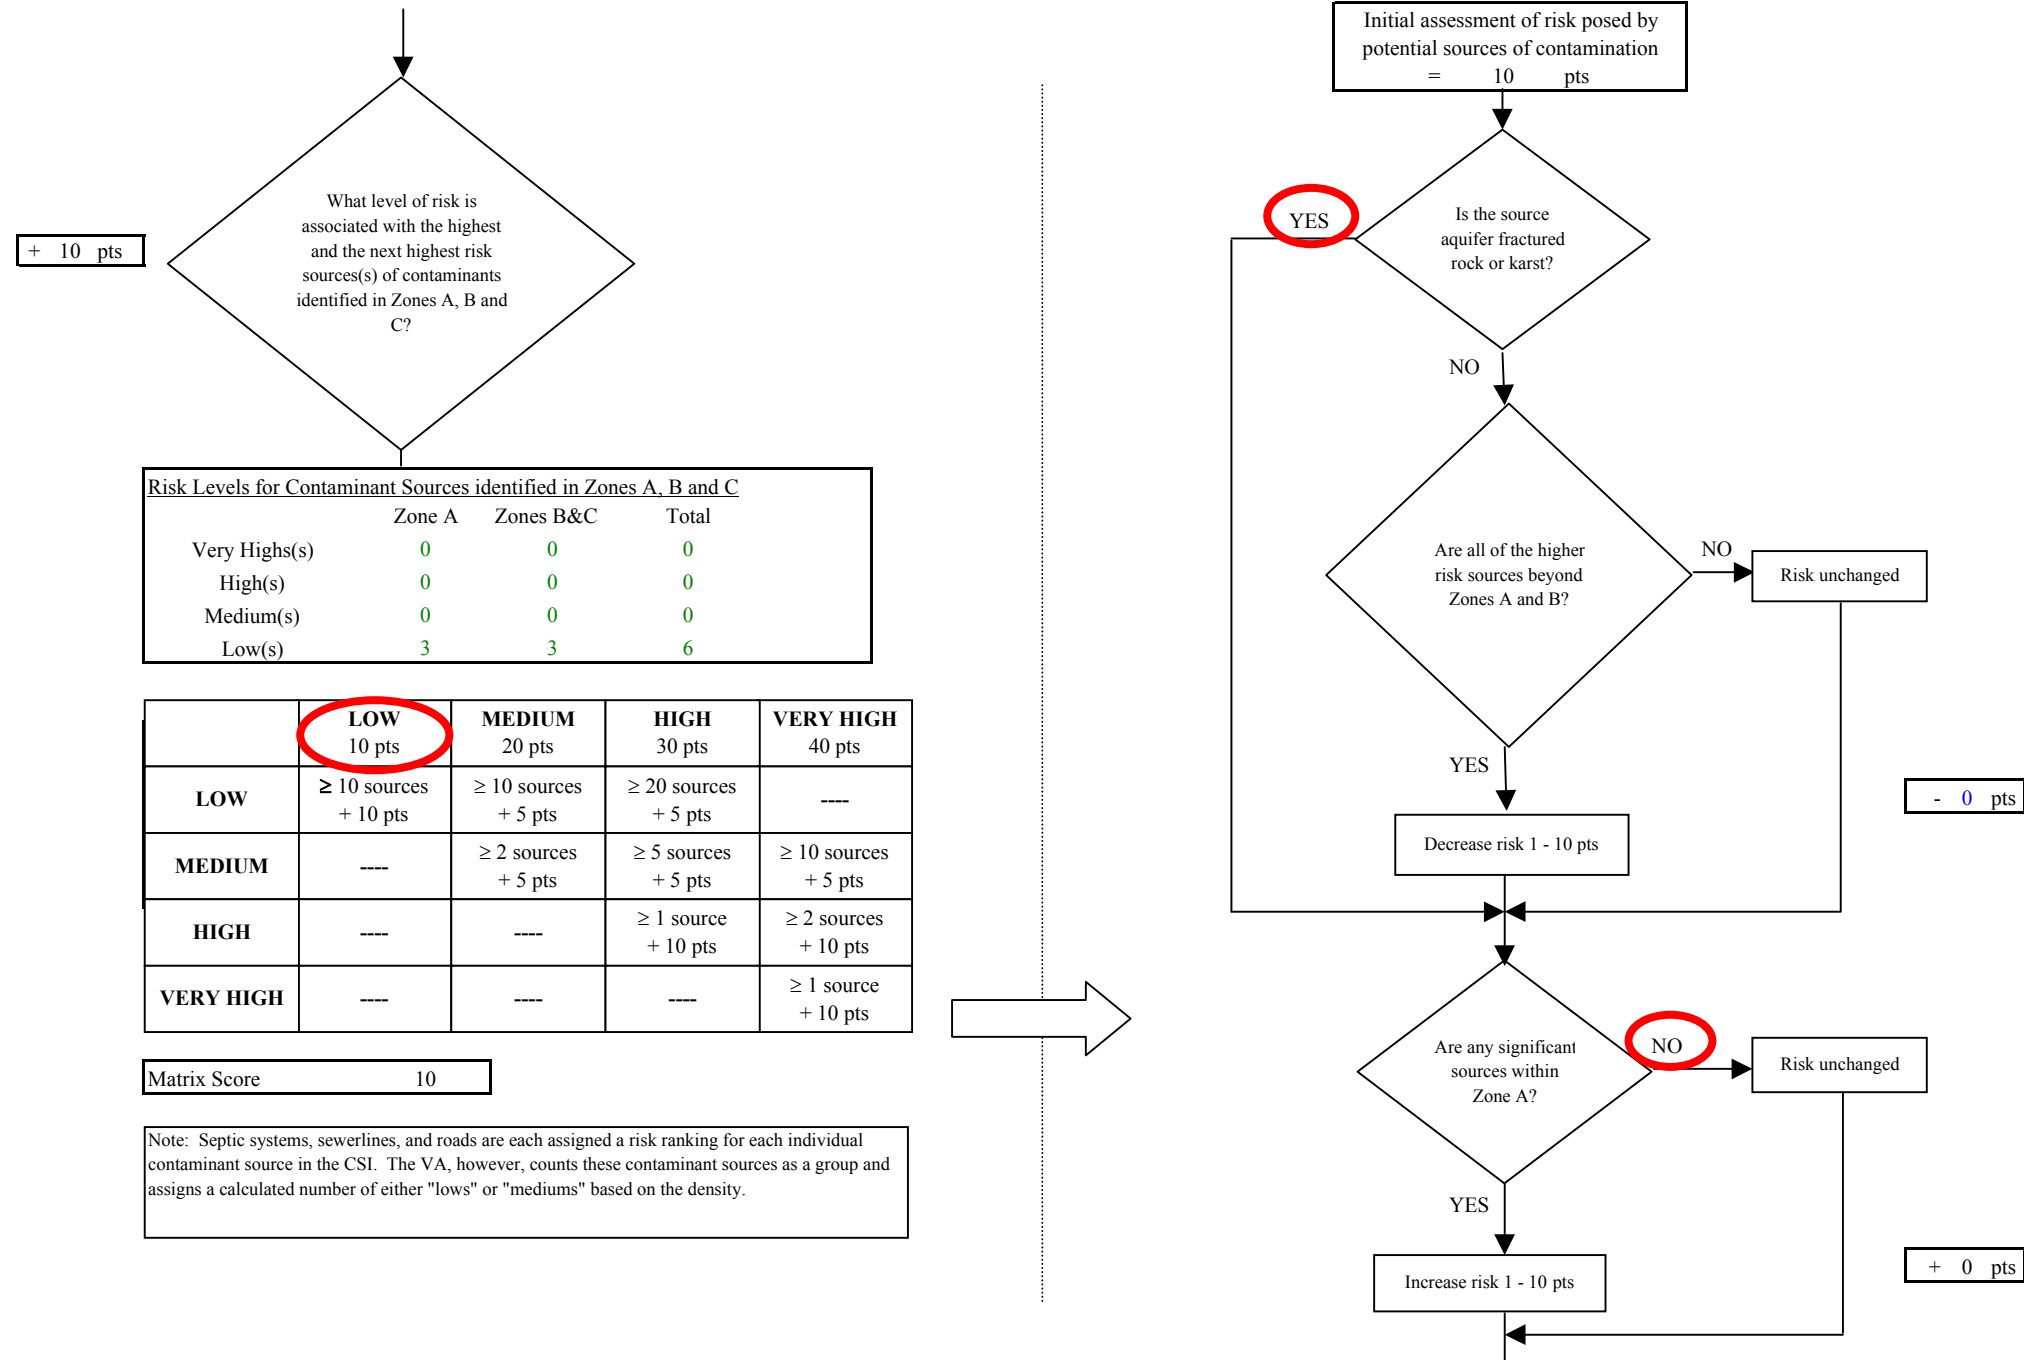 What level of risk is
associated with the highest
and the next highest risk
sources(s) of contaminants
identified in Zones A, B and
C?
+ 10 pts
Risk Levels for Contaminant Sources identified in Zones A, B and C
Zone A Zones B&C Total
Very Highs(s) 0 0 0
High(s) 0 0 0
Medium(s) 0 0 0
Low(s) 3 3 6
LOW MEDIUM HIGH VERY HIGH
10 pts 20 pts 30 pts 40 pts
LOW ≥ 10 sources ≥ 10 sources ≥ 20 sources ----
+ 10 pts + 5 pts + 5 pts
MEDIUM ---- ≥ 2 sources ≥ 5 sources ≥ 10 sources
+ 5 pts + 5 pts + 5 pts
HIGH ---- ---- ≥ 1 source ≥ 2 sources
+ 10 pts + 10 pts
VERY HIGH ---- ---- ---- ≥ 1 source
+ 10 pts
Matrix Score 10
Note: Septic systems, sewerlines, and roads are each assigned a risk ranking for each individual
contaminant source in the CSI. The VA, however, counts these contaminant sources as a group and
assigns a calculated number of either "lows" or "mediums" based on the density.
Initial assessment of risk posed by
potential sources of contamination
= 10 pts
YES
Is the source
aquifer fractured
rock or karst?
NO
Are all of the higher
risk sources beyond
Zones A and B?
NO
Risk unchanged
YES
- 0 pts
Decrease risk 1 - 10 pts
Are any significant
sources within
Zone A?
NO
Risk unchanged
YES
+ 0 pts
Increase risk 1 - 10 pts